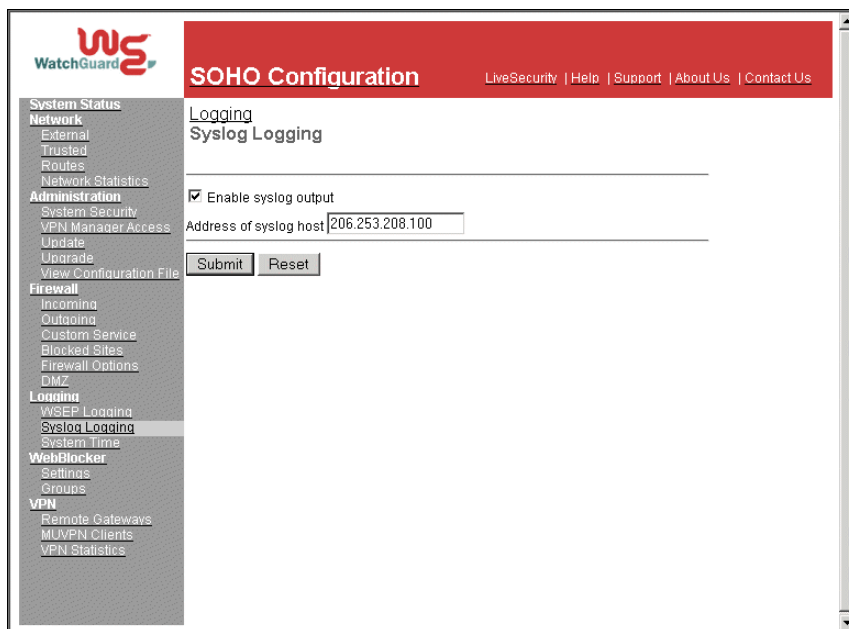 WatchGuard
SOHO Configuration
LiveSecurity | Help | Support | About Us | Contact Us
System Status
Network
External
Trusted
Routes
Network Statistics
Administration
System Security
VPN Manager Access
Update
Upgrade
View Configuration File
Firewall
Incoming
Outgoing
Custom Service
Blocked Sites
Firewall Options
DMZ
Logging
WSEP Logging
Syslog Logging
System Time
WebBlocker
Settings
Groups
VPN
Remote Gateways
MUVPN Clients
VPN Statistics
Logging
Syslog Logging
Enable syslog output
Address of syslog host 206.253.208.100
Submit Reset